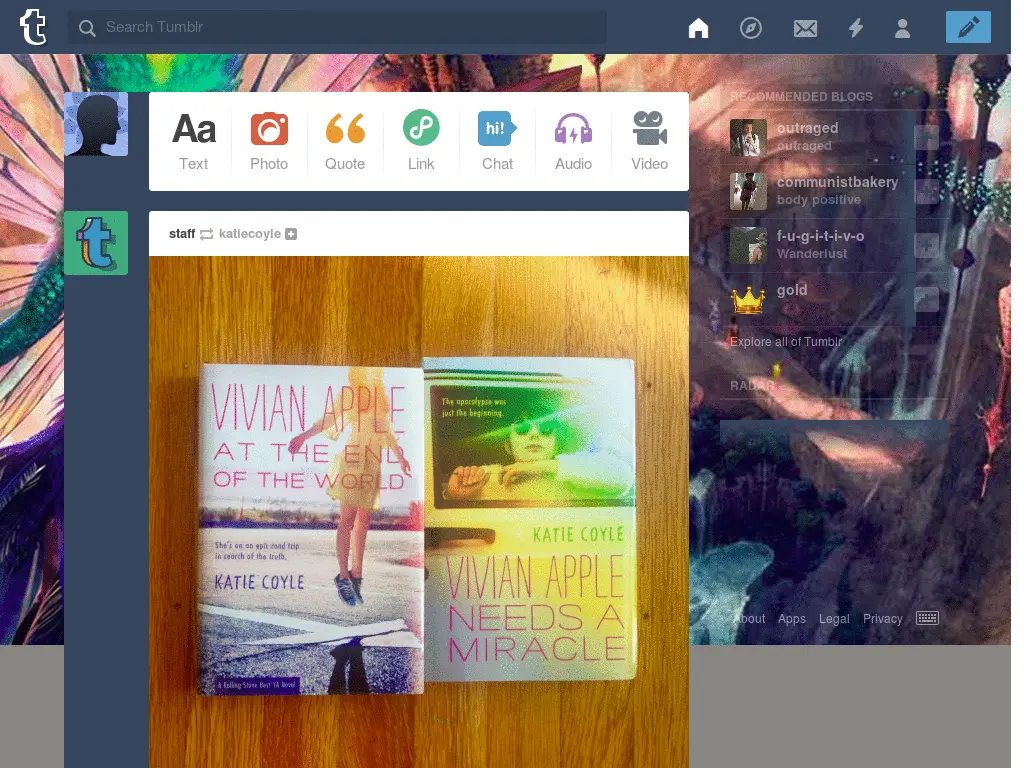 t
Search Tumblr
Aa
hi!
Text
Photo
Quote
Link
Chat
Audio
Video
t
staff katiecoyle
VIVIAN APPLE
AT THE END
OF THE WORLD
She's on an epic road trip
in search of the truth.
KATIE COYLE
A Rolling Stone Best YA Novel
The apocalypse was
just the beginning.
KATIE COYLE
VIVIAN APPLE
NEEDS A
MIRACLE
RECOMMENDED BLOGS
outraged
outraged
communistbakery
body positive
f-u-g-i-t-i-v-o
Wanderlust
gold
Explore all of Tumblr
RADAR
About Apps Legal Privacy